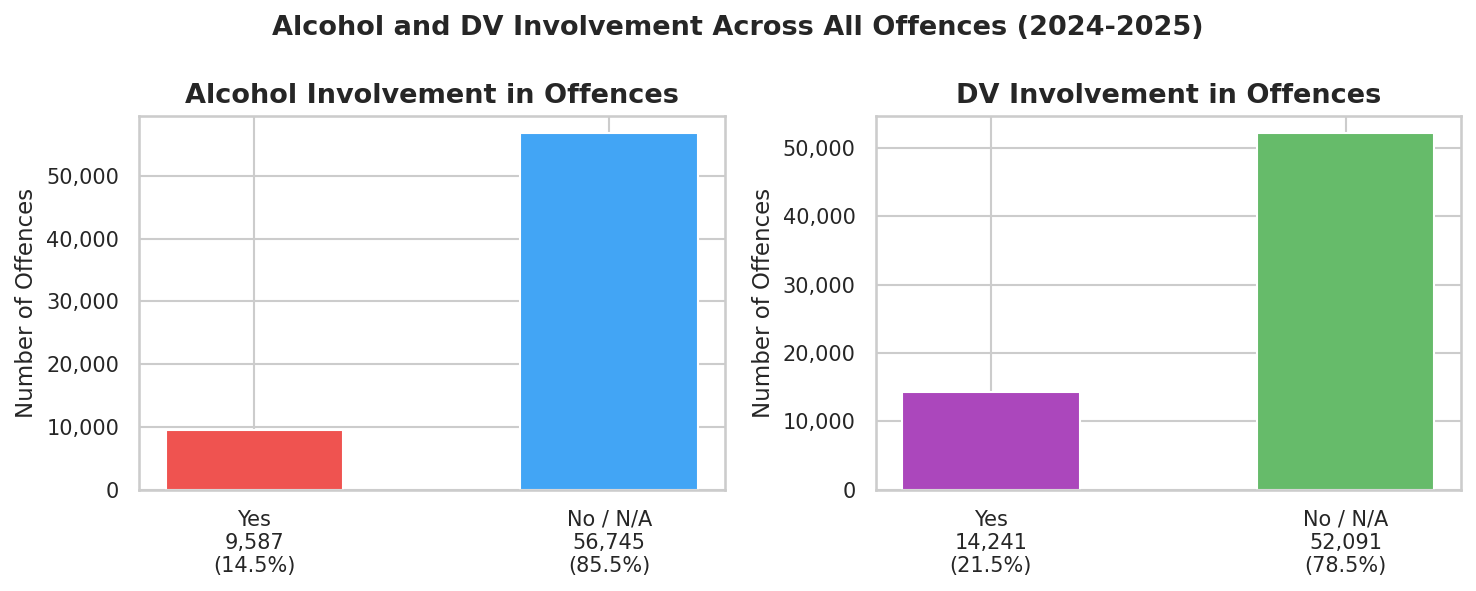 Alcohol and DV Involvement Across All Offences (2024-2025)
Alcohol Involvement in Offences
Number of Offences
50,000
40,000
30,000
20,000
10,000
0
Yes
9,587
(14.5%)
No / N/A
56,745
(85.5%)
DV Involvement in Offences
Number of Offences
50,000
40,000
30,000
20,000
10,000
0
Yes
14,241
(21.5%)
No / N/A
52,091
(78.5%)